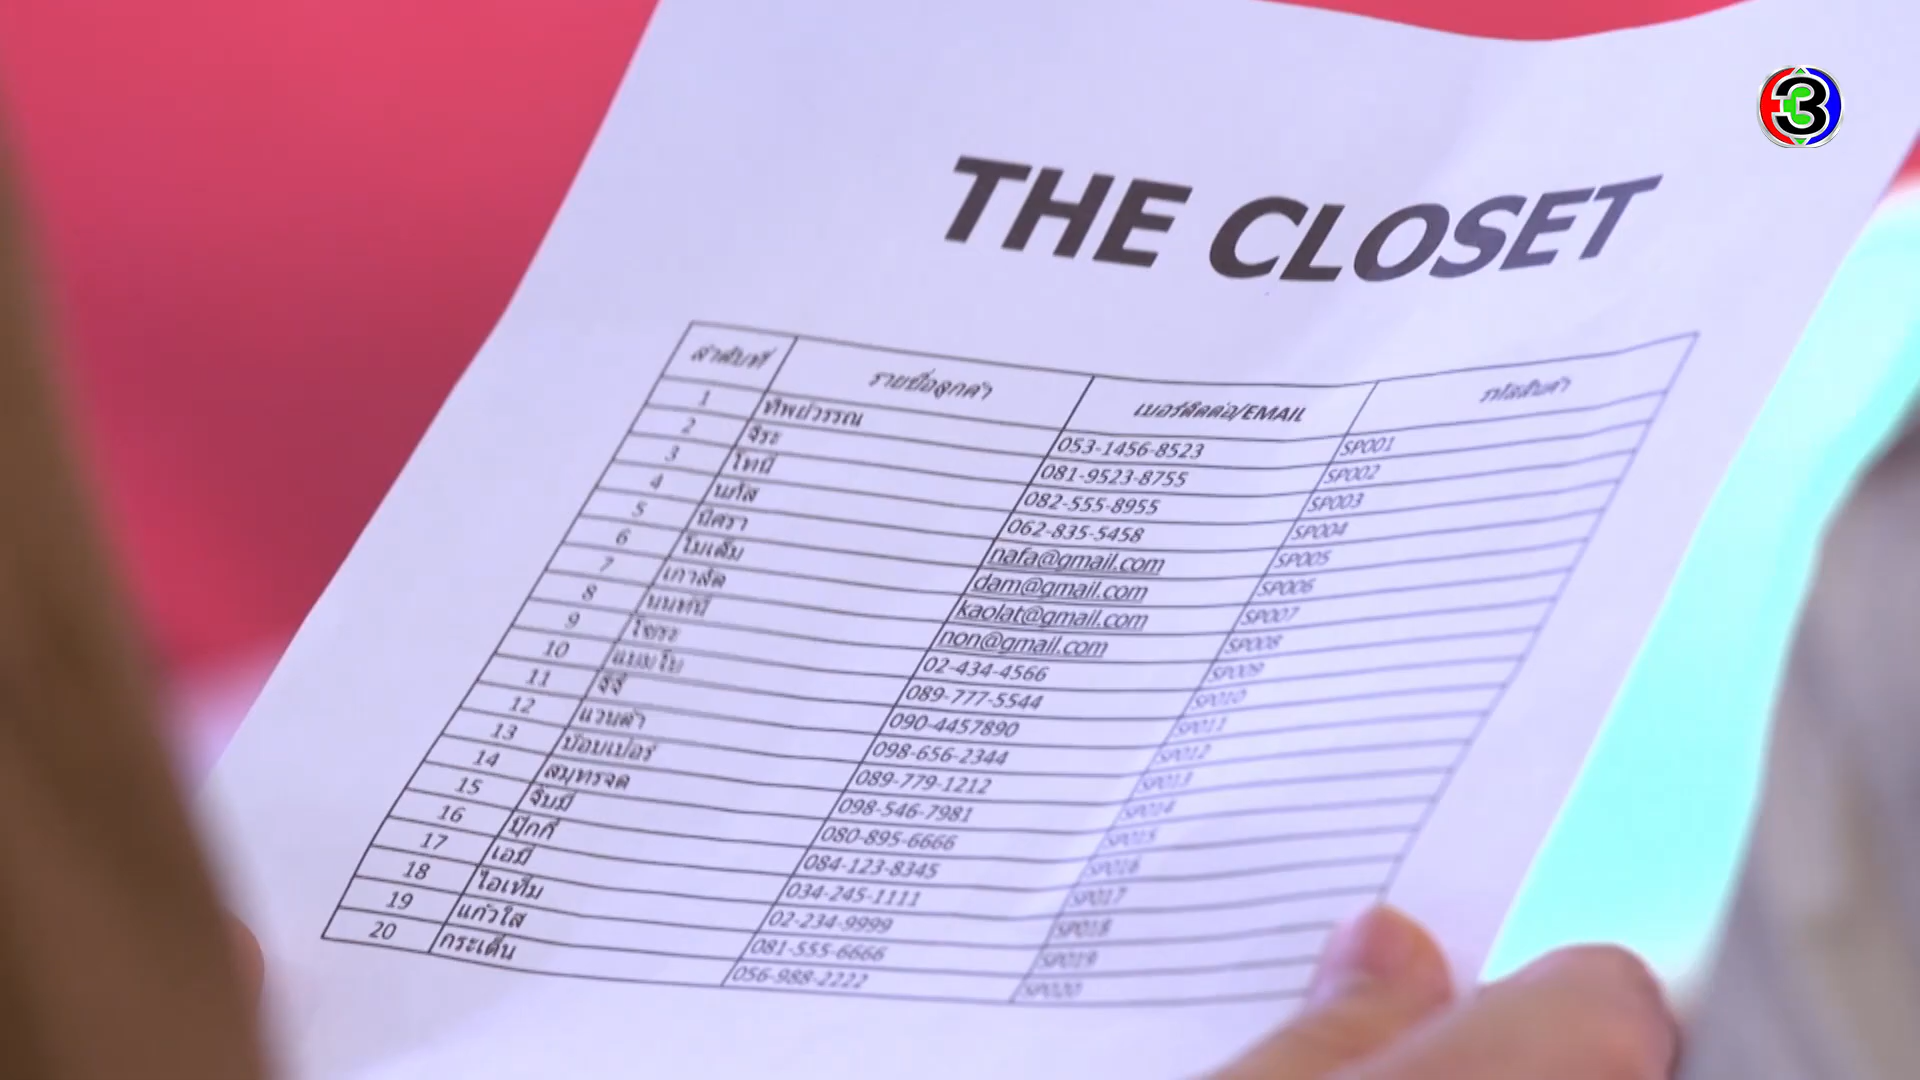 3
THE CLOSET
ลำดับที่ รายชื่อลูกค้า เบอร์ติดต่อ/EMAIL รหัสสินค้า
1 ทิพย์วรรณ 053-1456-8523 SP001
2 จิระ 081-9523-8755 SP002
3 โทนี่ 082-555-8955 SP003
4 นภัส 062-835-5458 SP004
5 nafa@gmail.com SP005
6 ไมเต็ม dam@gmail.com SP006
7 เกาลัด kaolat@gmail.com SP007
8 นนทณี non@gmail.com SP008
9 02-434-4566 SP009
10 แบมโบ 089-777-5544 SP010
11 จีจี้ 090-4457890 SP011
12 แวนด้า 098-656-2344 SP012
13 ป๊อบเปอร์ 089-779-1212 SP013
14 สมุทรจด 098-546-7981 SP014
15 จิ๊บมี่ 080-895-6666 SP015
16 ปุ๊กกี้ 084-123-8345 SP016
17 เอมี่ 034-245-1111 SP017
18 ไอเท็ม 02-234-9999 SP018
19 แก้วใส 081-555-6666 SP019
20 กระเต็น 056-988-2222 SP020